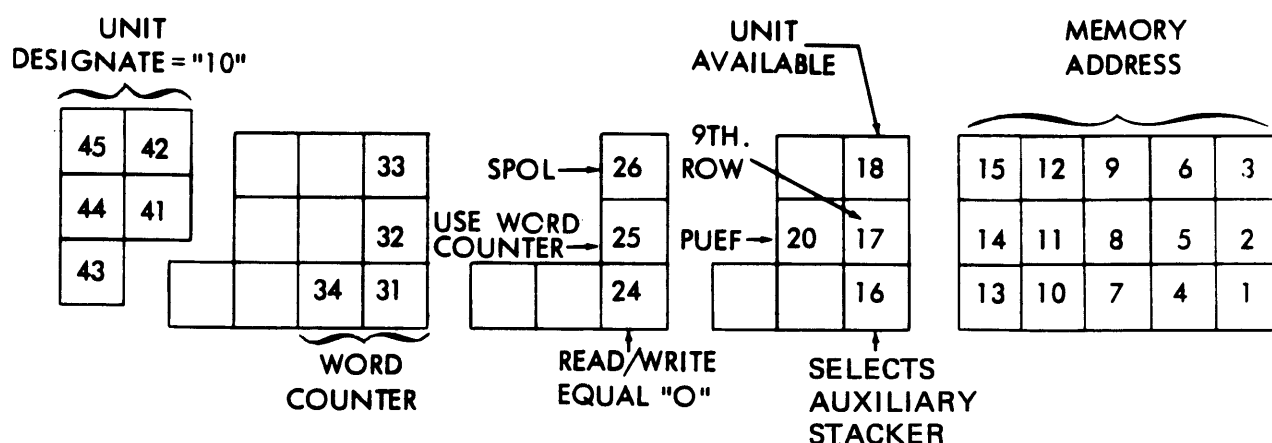 UNIT
DESIGNATE = "10"
UNIT
AVAILABLE
MEMORY
ADDRESS
9TH.
ROW
SPOL
USE WORD
COUNTER
PUEF
45 42
44 41
43
33
32
34 31
26
25
24
18
20 17
16
15 12 9 6 3
14 11 8 5 2
13 10 7 4 1
WORD
COUNTER
READ/WRITE
EQUAL "O"
SELECTS
AUXILIARY
STACKER